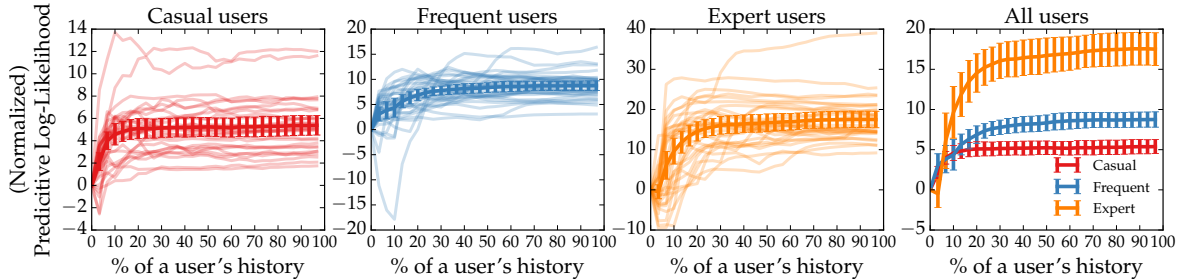 Casual users
Frequent users
Expert users
All users
(Normalized)
Predicitive Log-Likelihood
14
12
10
8
6
4
2
0
−2
−4
0 10 20 30 40 50 60 70 80 90 100
% of a user's history
20
15
10
5
0
−5
−10
−15
−20
0 10 20 30 40 50 60 70 80 90 100
% of a user's history
40
30
20
10
0
−10
0 10 20 30 40 50 60 70 80 90 100
% of a user's history
20
15
10
5
0
−5
0 10 20 30 40 50 60 70 80 90 100
% of a user's history
Casual
Frequent
Expert